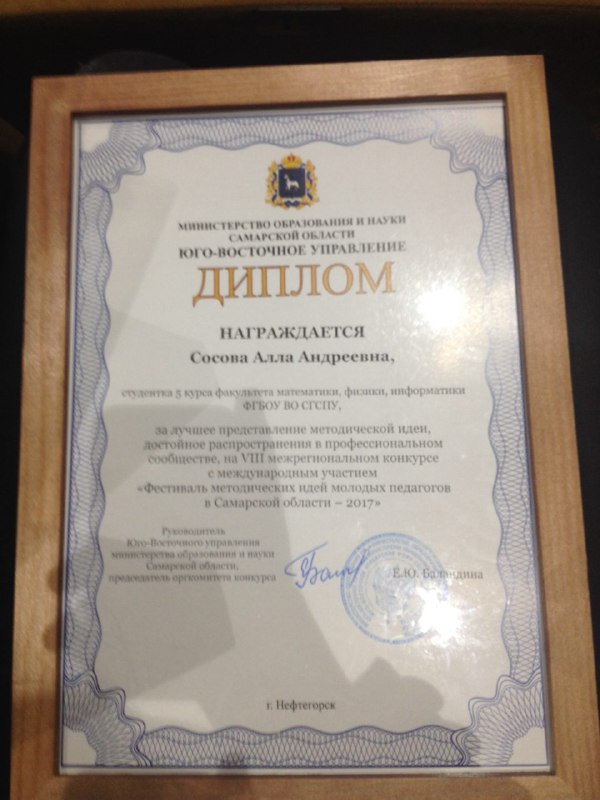 МИНИСТЕРСТВО ОБРАЗОВАНИЯ И НАУКИ
САМАРСКОЙ ОБЛАСТИ
ЮГО-ВОСТОЧНОЕ УПРАВЛЕНИЕ
ДИПЛОМ
НАГРАЖДАЕТСЯ
Сосова Алла Андреевна,
студентка 5 курса факультета математики, физики, информатики
ФГБОУ ВО СГСПУ,
за лучшее представление методической идеи,
достойное распространения в профессиональном
сообществе, на VIII межрегиональном конкурсе
с международным участием
«Фестиваль методических идей молодых педагогов
в Самарской области – 2017»
Руководитель
Юго-Восточного управления
министерства образования и науки
Самарской области,
председатель оргкомитета конкурса
Е.Ю. Баландина
г. Нефтегорск